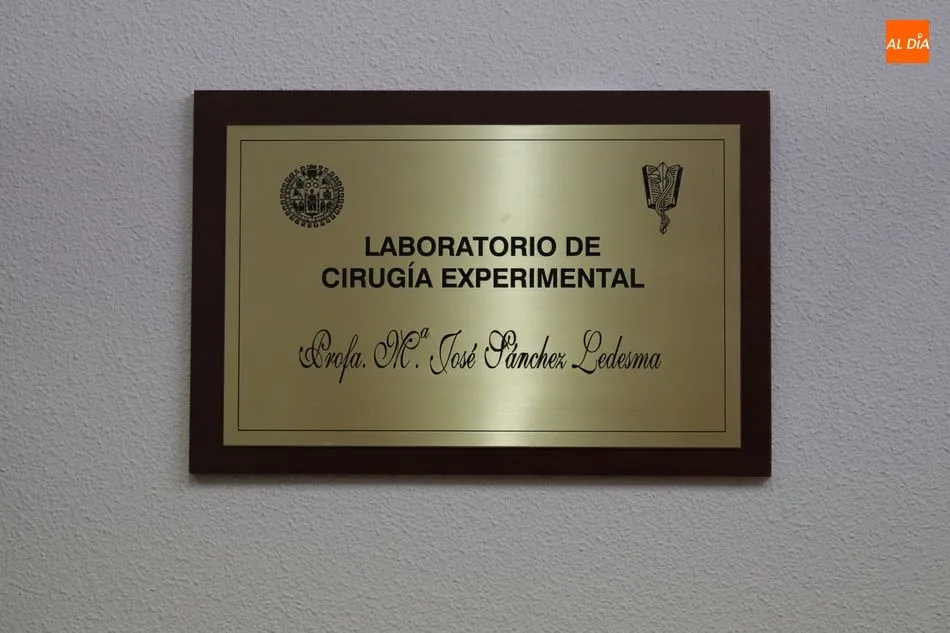 AL DÍA
LABORATORIO DE
CIRUGÍA EXPERIMENTAL
Profa. Mª. José Sánchez Ledesma